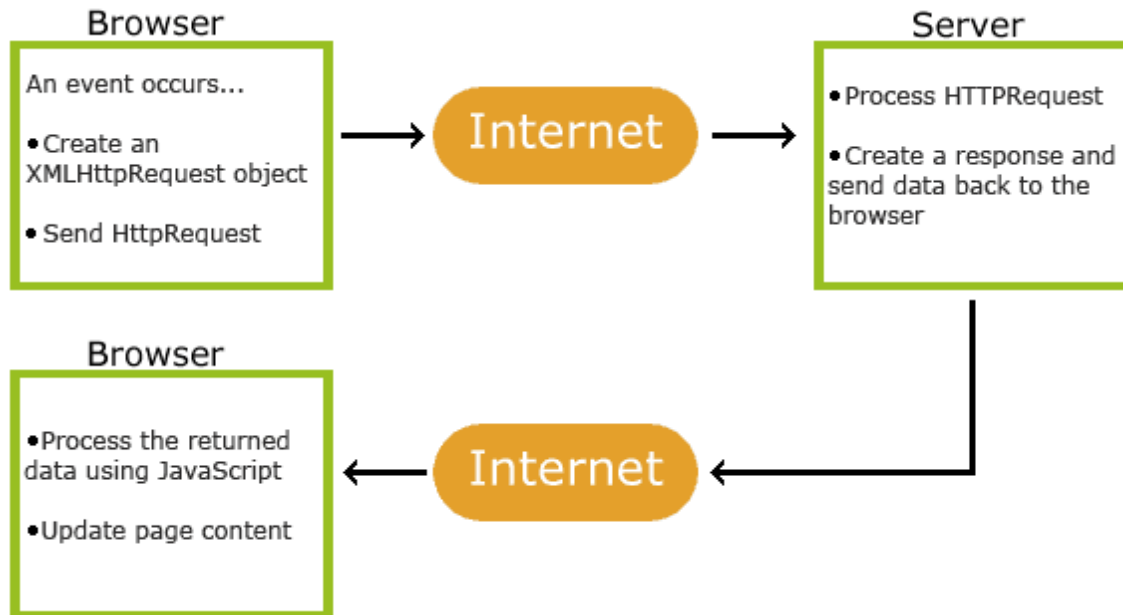 Browser
An event occurs...
•Create an
XMLHttpRequest object
•Send HttpRequest
Internet
Server
•Process HTTPRequest
•Create a response and
send data back to the
browser
Browser
•Process the returned
data using JavaScript
•Update page content
Internet